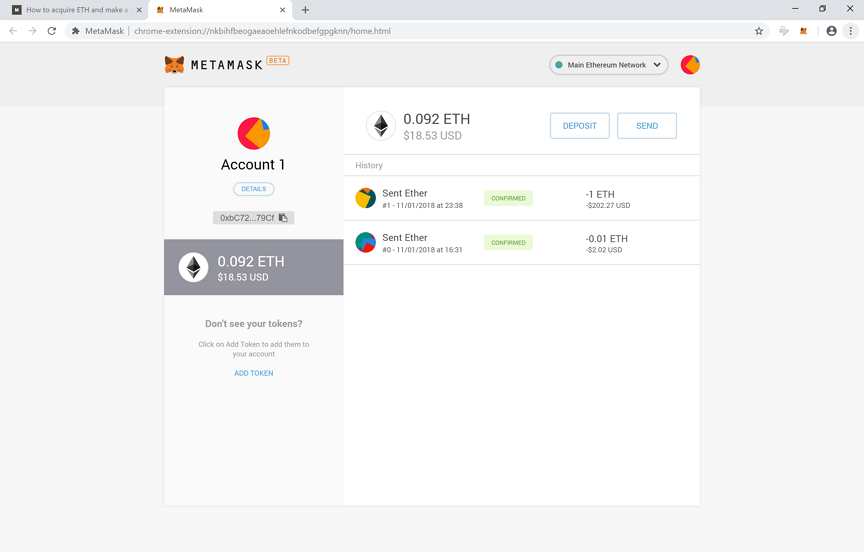 How to acquire ETH and make a
MetaMask
MetaMask
chrome-extension://nkbihfbeogaeaoehlefnkodbefgpgknn/home.html
METAMASK BETA
Main Ethereum Network
Account 1
DETAILS
0xbC72...79Cf
0.092 ETH
$18.53 USD
Don't see your tokens?
Click on Add Token to add them to
your account
ADD TOKEN
0.092 ETH
$18.53 USD
DEPOSIT
SEND
History
Sent Ether
#1 - 11/01/2018 at 23:38
CONFIRMED
-1 ETH
-$202.27 USD
Sent Ether
#0 - 11/01/2018 at 16:31
CONFIRMED
-0.01 ETH
-$2.02 USD